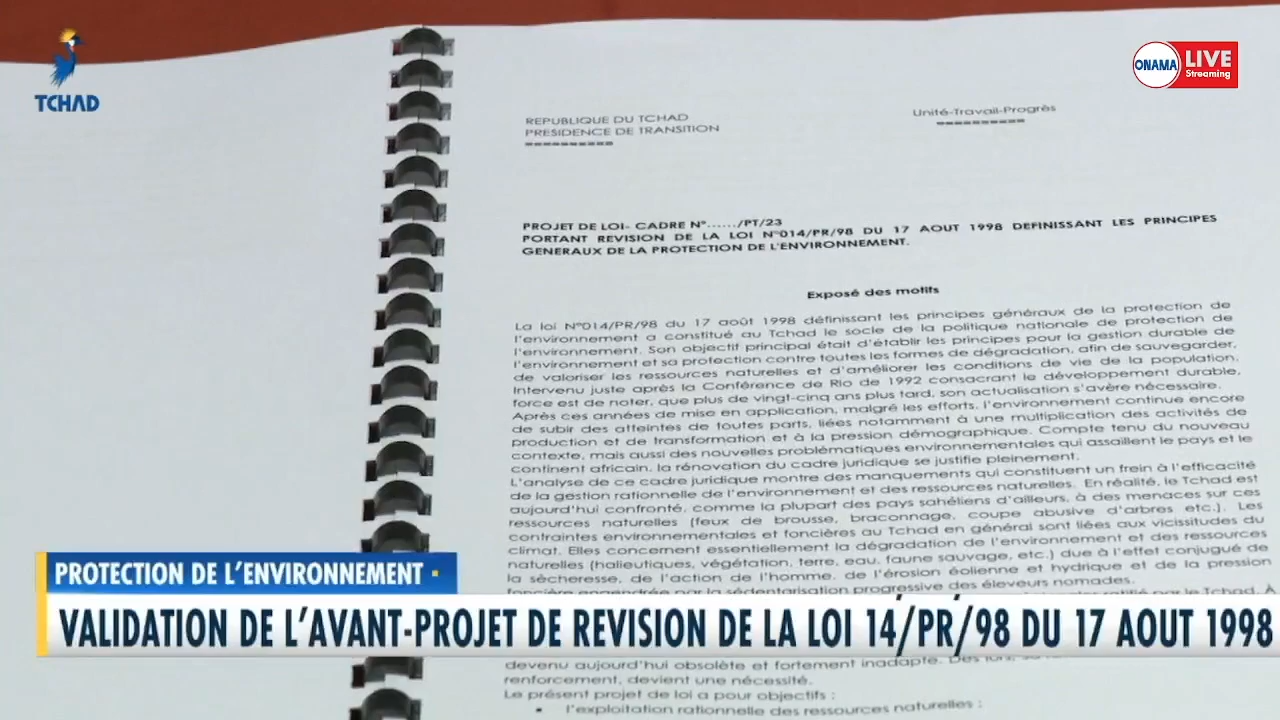 TCHAD
ONAMA
LIVE
Streaming
REPUBLIQUE DU TCHAD
PRESIDENCE DE TRANSITION
Unité-Travail-Progrès
PROJET DE LOI- CADRE N°....../PT/23
PORTANT REVISION DE LA LOI N°014/PR/98 DU 17 AOUT 1998 DEFINISSANT LES PRINCIPES
GENERAUX DE LA PROTECTION DE L'ENVIRONNEMENT.
Exposé des motifs
La loi N°014/PR/98 du 17 août 1998 définissant les principes généraux de la protection de
l'environnement a constitué au Tchad le socle de la politique nationale de protection de
l'environnement. Son objectif principal était d'établir les principes pour la gestion durable de
l'environnement et sa protection contre toutes les formes de dégradation, afin de sauvegarder,
de valoriser les ressources naturelles et d'améliorer les conditions de vie de la population.
Intervenu juste après la Conférence de Rio de 1992 consacrant le développement durable,
force est de noter, que plus de vingt-cinq ans plus tard, son actualisation s'avère nécessaire.
Après ces années de mise en application, malgré les efforts, l'environnement continue encore
de subir des atteintes de toutes parts, liées notamment à une multiplication des activités de
production et de transformation et à la pression démographique. Compte tenu du nouveau
contexte, mais aussi des nouvelles problématiques environnementales qui assaillent le pays et le
continent africain, la rénovation du cadre juridique se justifie pleinement.
L'analyse de ce cadre juridique montre des manquements qui constituent un frein à l'efficacité
de la gestion rationnelle de l'environnement et des ressources naturelles. En réalité, le Tchad est
aujourd'hui confronté, comme la plupart des pays sahéliens d'ailleurs, à des menaces sur ces
ressources naturelles (feux de brousse, braconnage, coupe abusive d'arbres etc.). Les
contraintes environnementales et foncières au Tchad en général sont liées aux vicissitudes du
climat. Elles concernent essentiellement la dégradation de l'environnement et des ressources
naturelles (halieutiques, végétation, terre, eau, faune sauvage, etc.) due à l'effet conjugué de
la sècheresse, de l'action de l'homme, de l'érosion éolienne et hydrique et de la pression
foncière engendrée par la sédentarisation progressive des éleveurs nomades.
PROTECTION DE L'ENVIRONNEMENT
VALIDATION DE L'AVANT-PROJET DE REVISION DE LA LOI 14/PR/98 DU 17 AOUT 1998
devenu aujourd'hui obsolète et fortement inadapté. Dès lors,
renforcement, devient une nécessité.
Le présent projet de loi a pour objectifs :
• l'exploitation rationnelle des ressources naturelles ;